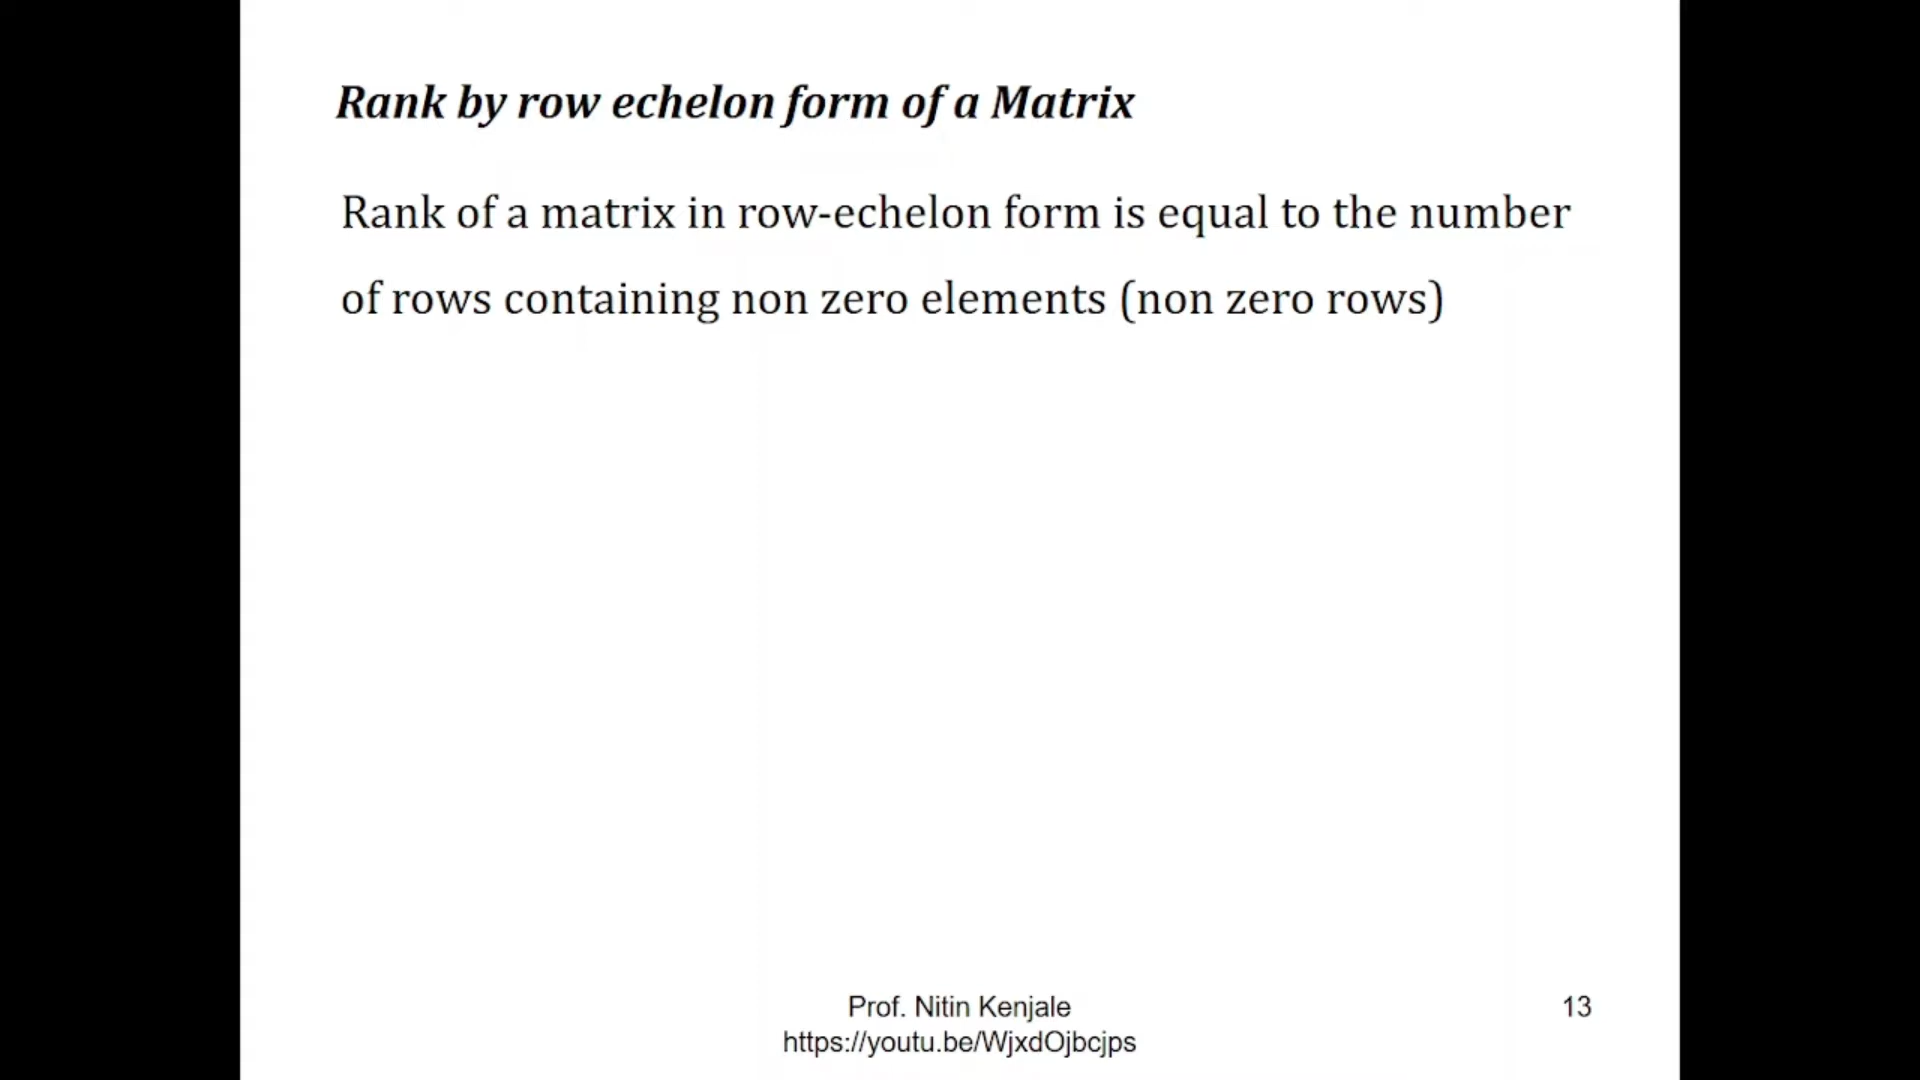 Rank by row echelon form of a Matrix
Rank of a matrix in row-echelon form is equal to the number
of rows containing non zero elements (non zero rows)
Prof. Nitin Kenjale
https://youtu.be/WjxdOjbcjps
13